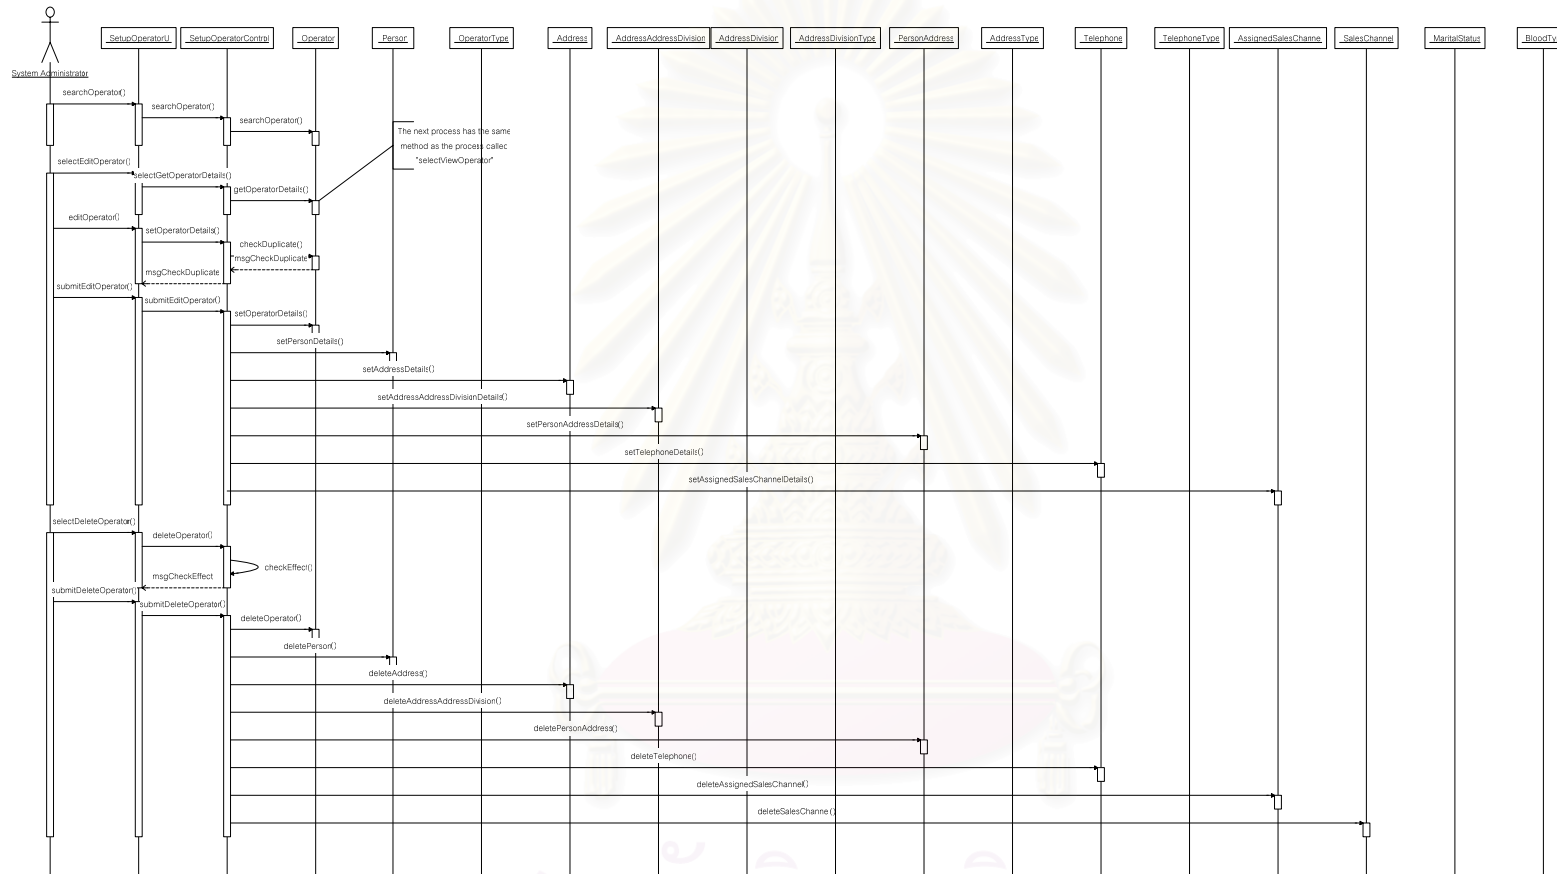 SetupOperatorU
SetupOperatorControl
Operator
Person
OperatorType
Address
AddressAddressDivision
AddressDivision
AddressDivisionType
PersonAddress
AddressType
Telephone
TelephoneType
AssignedSalesChanne
SalesChannel
MaritalStatus
BloodTy
System Administrator
searchOperator()
searchOperator()
searchOperator()
The next process has the same
method as the process called
"selectViewOperator"
selectEditOperator()
selectGetOperatorDetails()
getOperatorDetails()
editOperator()
setOperatorDetails()
checkDuplicate()
msgCheckDuplicate
msgCheckDuplicate
submitEditOperator()
submitEditOperator()
setOperatorDetails()
setPersonDetails()
setAddressDetails()
setAddressAddressDivisionDetails()
setPersonAddressDetails()
setTelephoneDetails()
setAssignedSalesChannelDetails()
selectDeleteOperator()
deleteOperator()
checkEffect()
msgCheckEffect
submitDeleteOperator()
submitDeleteOperator()
deleteOperator()
deletePerson()
deleteAddress()
deleteAddressAddressDivision()
deletePersonAddress()
deleteTelephone()
deleteAssignedSalesChannel()
deleteSalesChanne()